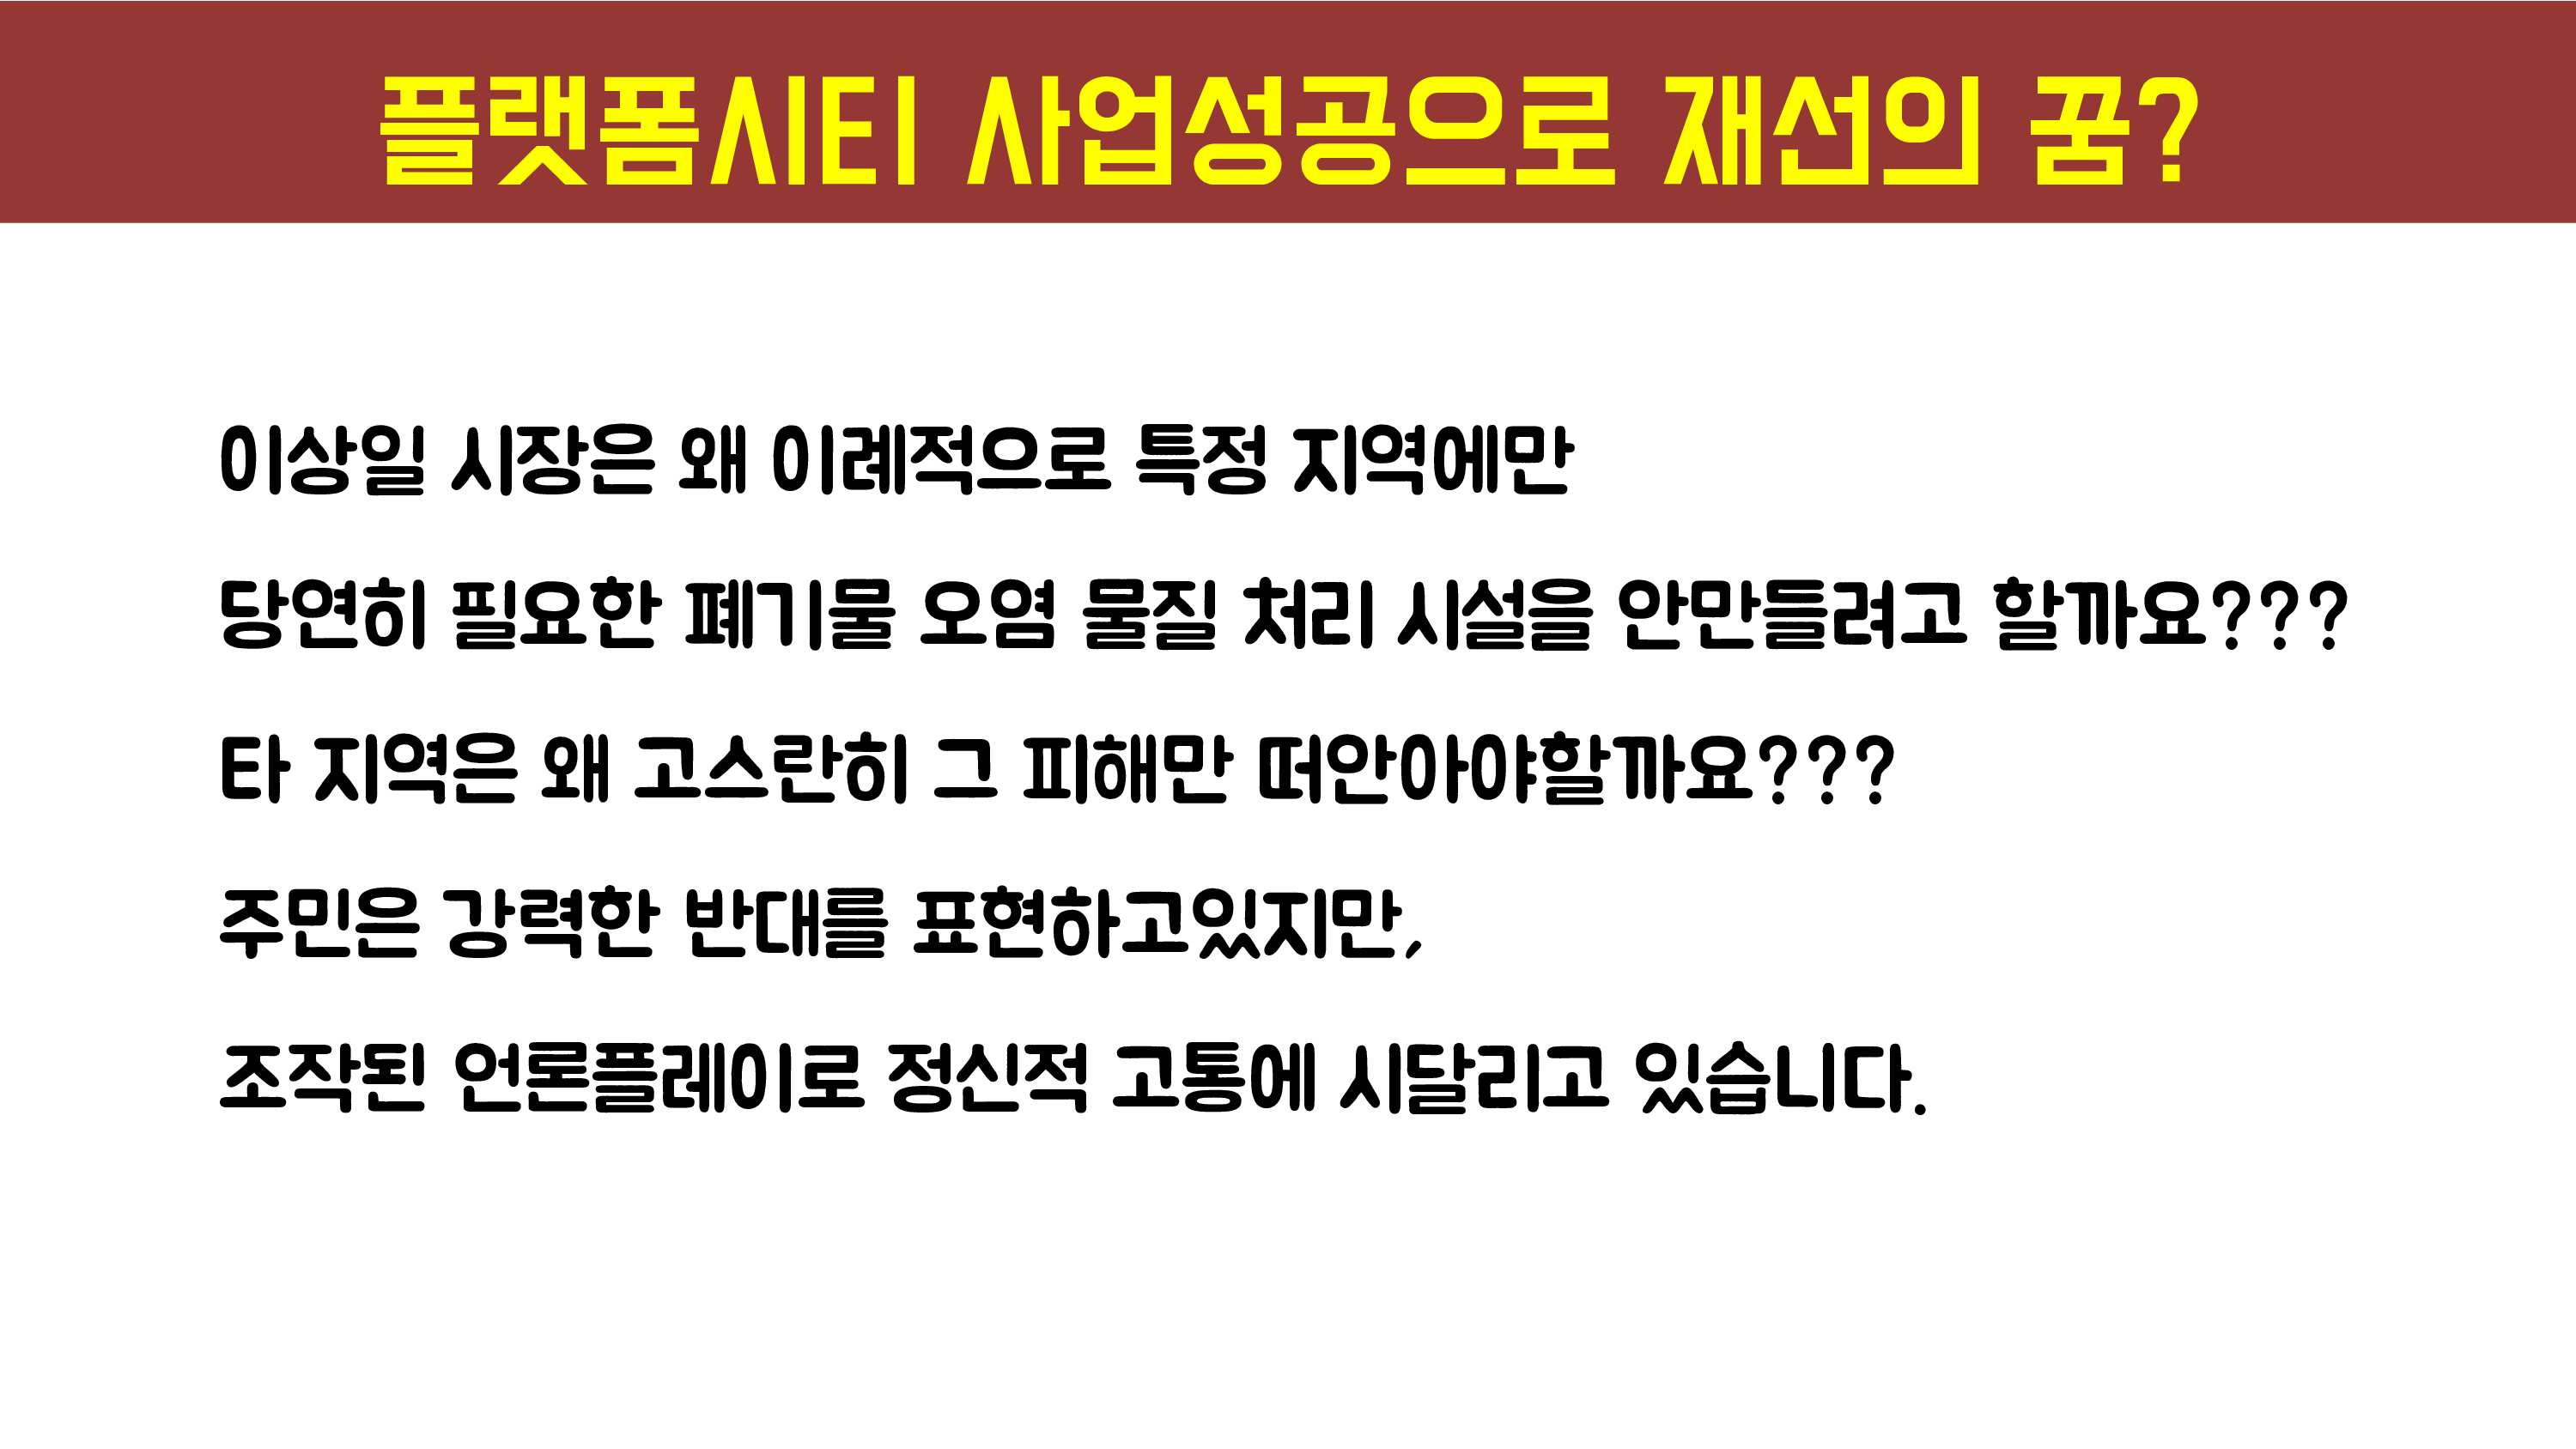 플랫폼시티 사업성공으로 재선의 꿈?
이상일 시장은 왜 이례적으로 특정 지역에만
당연히 필요한 폐기물 오염 물질 처리 시설을 안만들려고 할까요???
타 지역은 왜 고스란히 그 피해만 떠안아야할까요???
주민은 강력한 반대를 표현하고있지만,
조작된 언론플레이로 정신적 고통에 시달리고 있습니다.